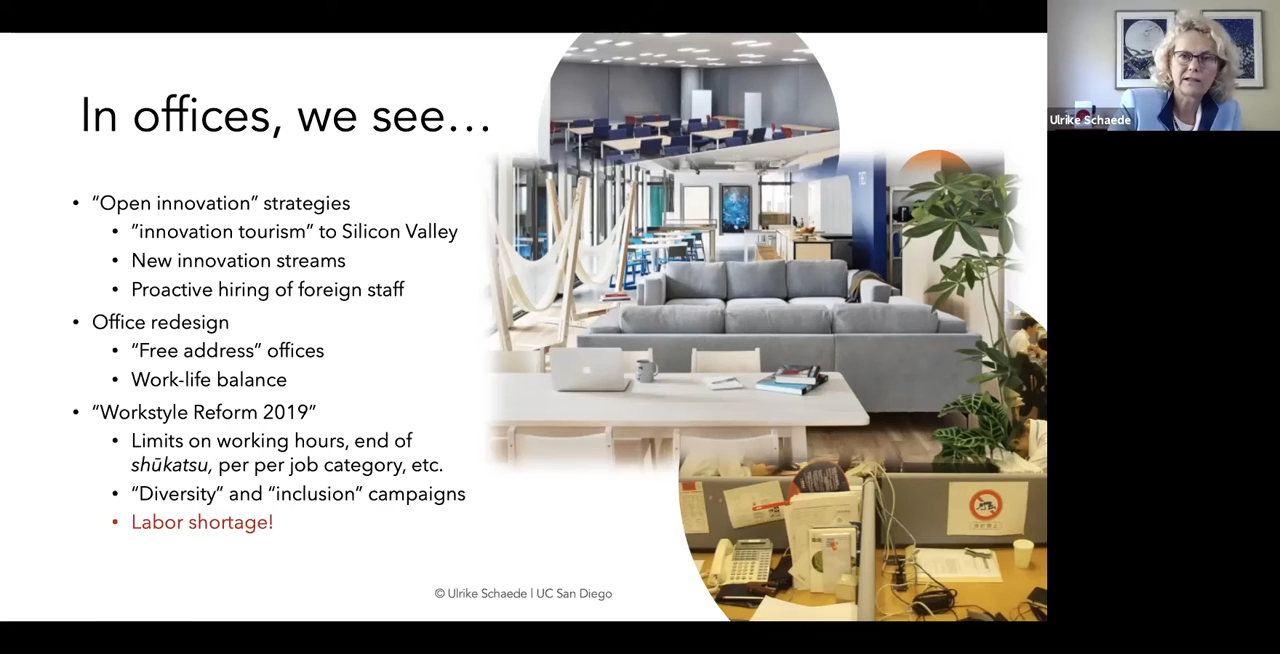 In offices, we see…
• “Open innovation” strategies
• ”innovation tourism” to Silicon Valley
• New innovation streams
• Proactive hiring of foreign staff
• Office redesign
• “Free address” offices
• Work-life balance
• “Workstyle Reform 2019”
• Limits on working hours, end of
shūkatsu, per per job category, etc.
• “Diversity” and “inclusion” campaigns
• Labor shortage!
© Ulrike Schaede | UC San Diego
Ulrike Schaede